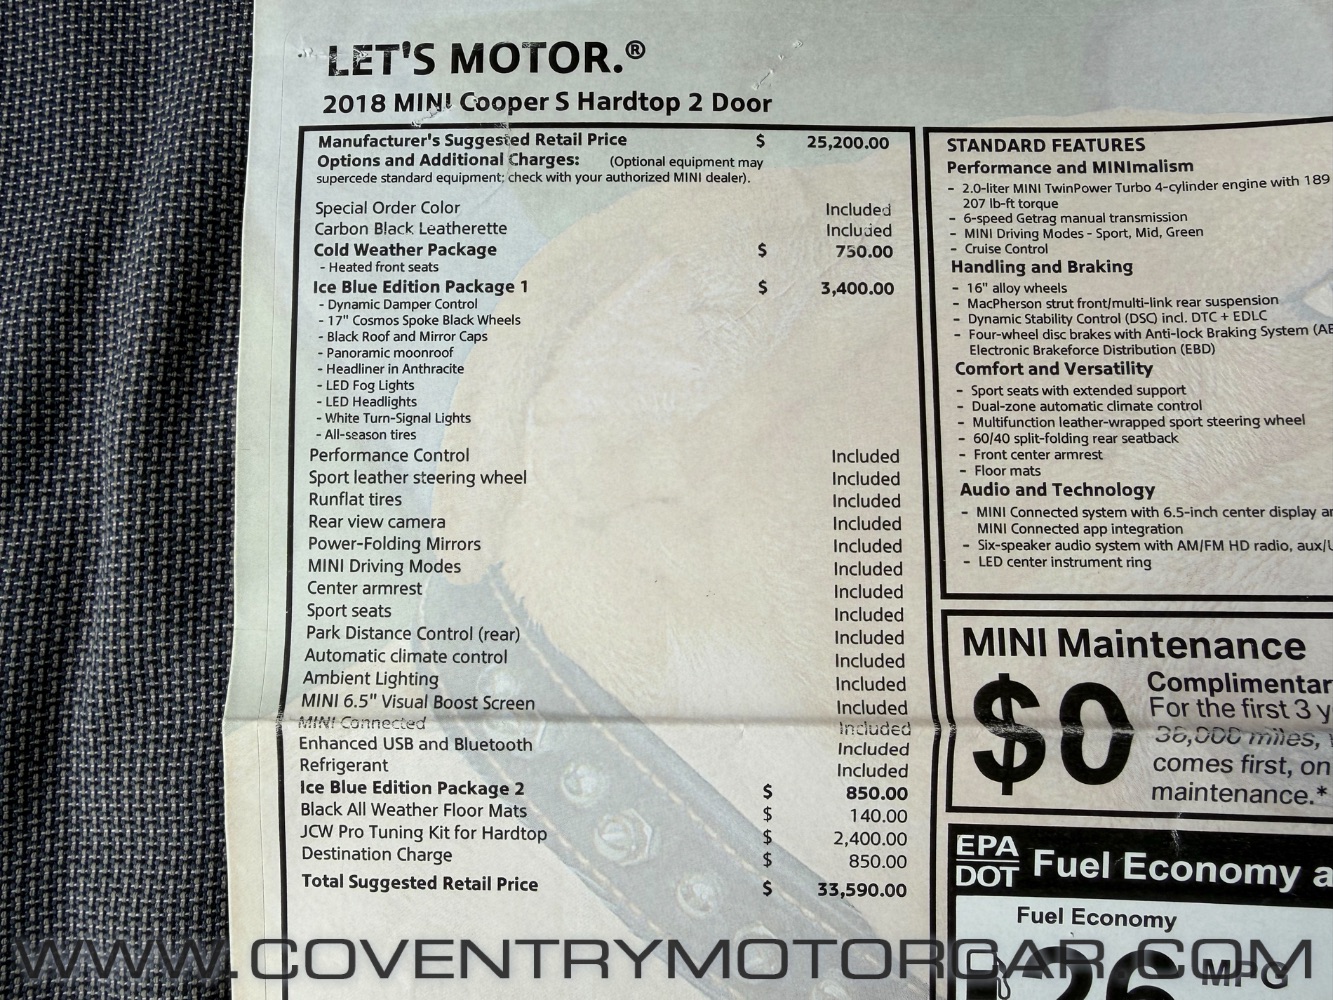 LET'S MOTOR.®
2018 MINI Cooper S Hardtop 2 Door
Manufacturer's Suggested Retail Price $ 25,200.00
Options and Additional Charges: (Optional equipment may
supercede standard equipment; check with your authorized MINI dealer).
Special Order Color Included
Carbon Black Leatherette Included
Cold Weather Package $ 750.00
- Heated front seats
Ice Blue Edition Package 1 $ 3,400.00
- Dynamic Damper Control
- 17" Cosmos Spoke Black Wheels
- Black Roof and Mirror Caps
- Panoramic moonroof
- Headliner in Anthracite
- LED Fog Lights
- LED Headlights
- White Turn-Signal Lights
- All-season tires
Performance Control Included
Sport leather steering wheel Included
Runflat tires Included
Rear view camera Included
Power-Folding Mirrors Included
MINI Driving Modes Included
Center armrest Included
Sport seats Included
Park Distance Control (rear) Included
Automatic climate control Included
Ambient Lighting Included
MINI 6.5" Visual Boost Screen Included
MINI Connected Included
Enhanced USB and Bluetooth Included
Refrigerant Included
Ice Blue Edition Package 2 $ 850.00
Black All Weather Floor Mats $ 140.00
JCW Pro Tuning Kit for Hardtop $ 2,400.00
Destination Charge $ 850.00
Total Suggested Retail Price $ 33,590.00
STANDARD FEATURES
Performance and MINImalism
- 2.0-liter MINI TwinPower Turbo 4-cylinder engine with 189
207 lb-ft torque
- 6-speed Getrag manual transmission
- MINI Driving Modes - Sport, Mid, Green
- Cruise Control
Handling and Braking
- 16" alloy wheels
- MacPherson strut front/multi-link rear suspension
- Dynamic Stability Control (DSC) incl. DTC + EDLC
- Four-wheel disc brakes with Anti-lock Braking System (AB
Electronic Brakeforce Distribution (EBD)
Comfort and Versatility
- Sport seats with extended support
- Dual-zone automatic climate control
- Multifunction leather-wrapped sport steering wheel
- 60/40 split-folding rear seatback
- Front center armrest
- Floor mats
Audio and Technology
- MINI Connected system with 6.5-inch center display an
MINI Connected app integration
- Six-speaker audio system with AM/FM HD radio, aux/U
- LED center instrument ring
MINI Maintenance
$0
Complimentar
For the first 3 y
36,000 miles,
comes first, on
maintenance.*
EPA
DOT Fuel Economy a
Fuel Economy
26 MPG
WWW.COVENTRYMOTORCAR.COM